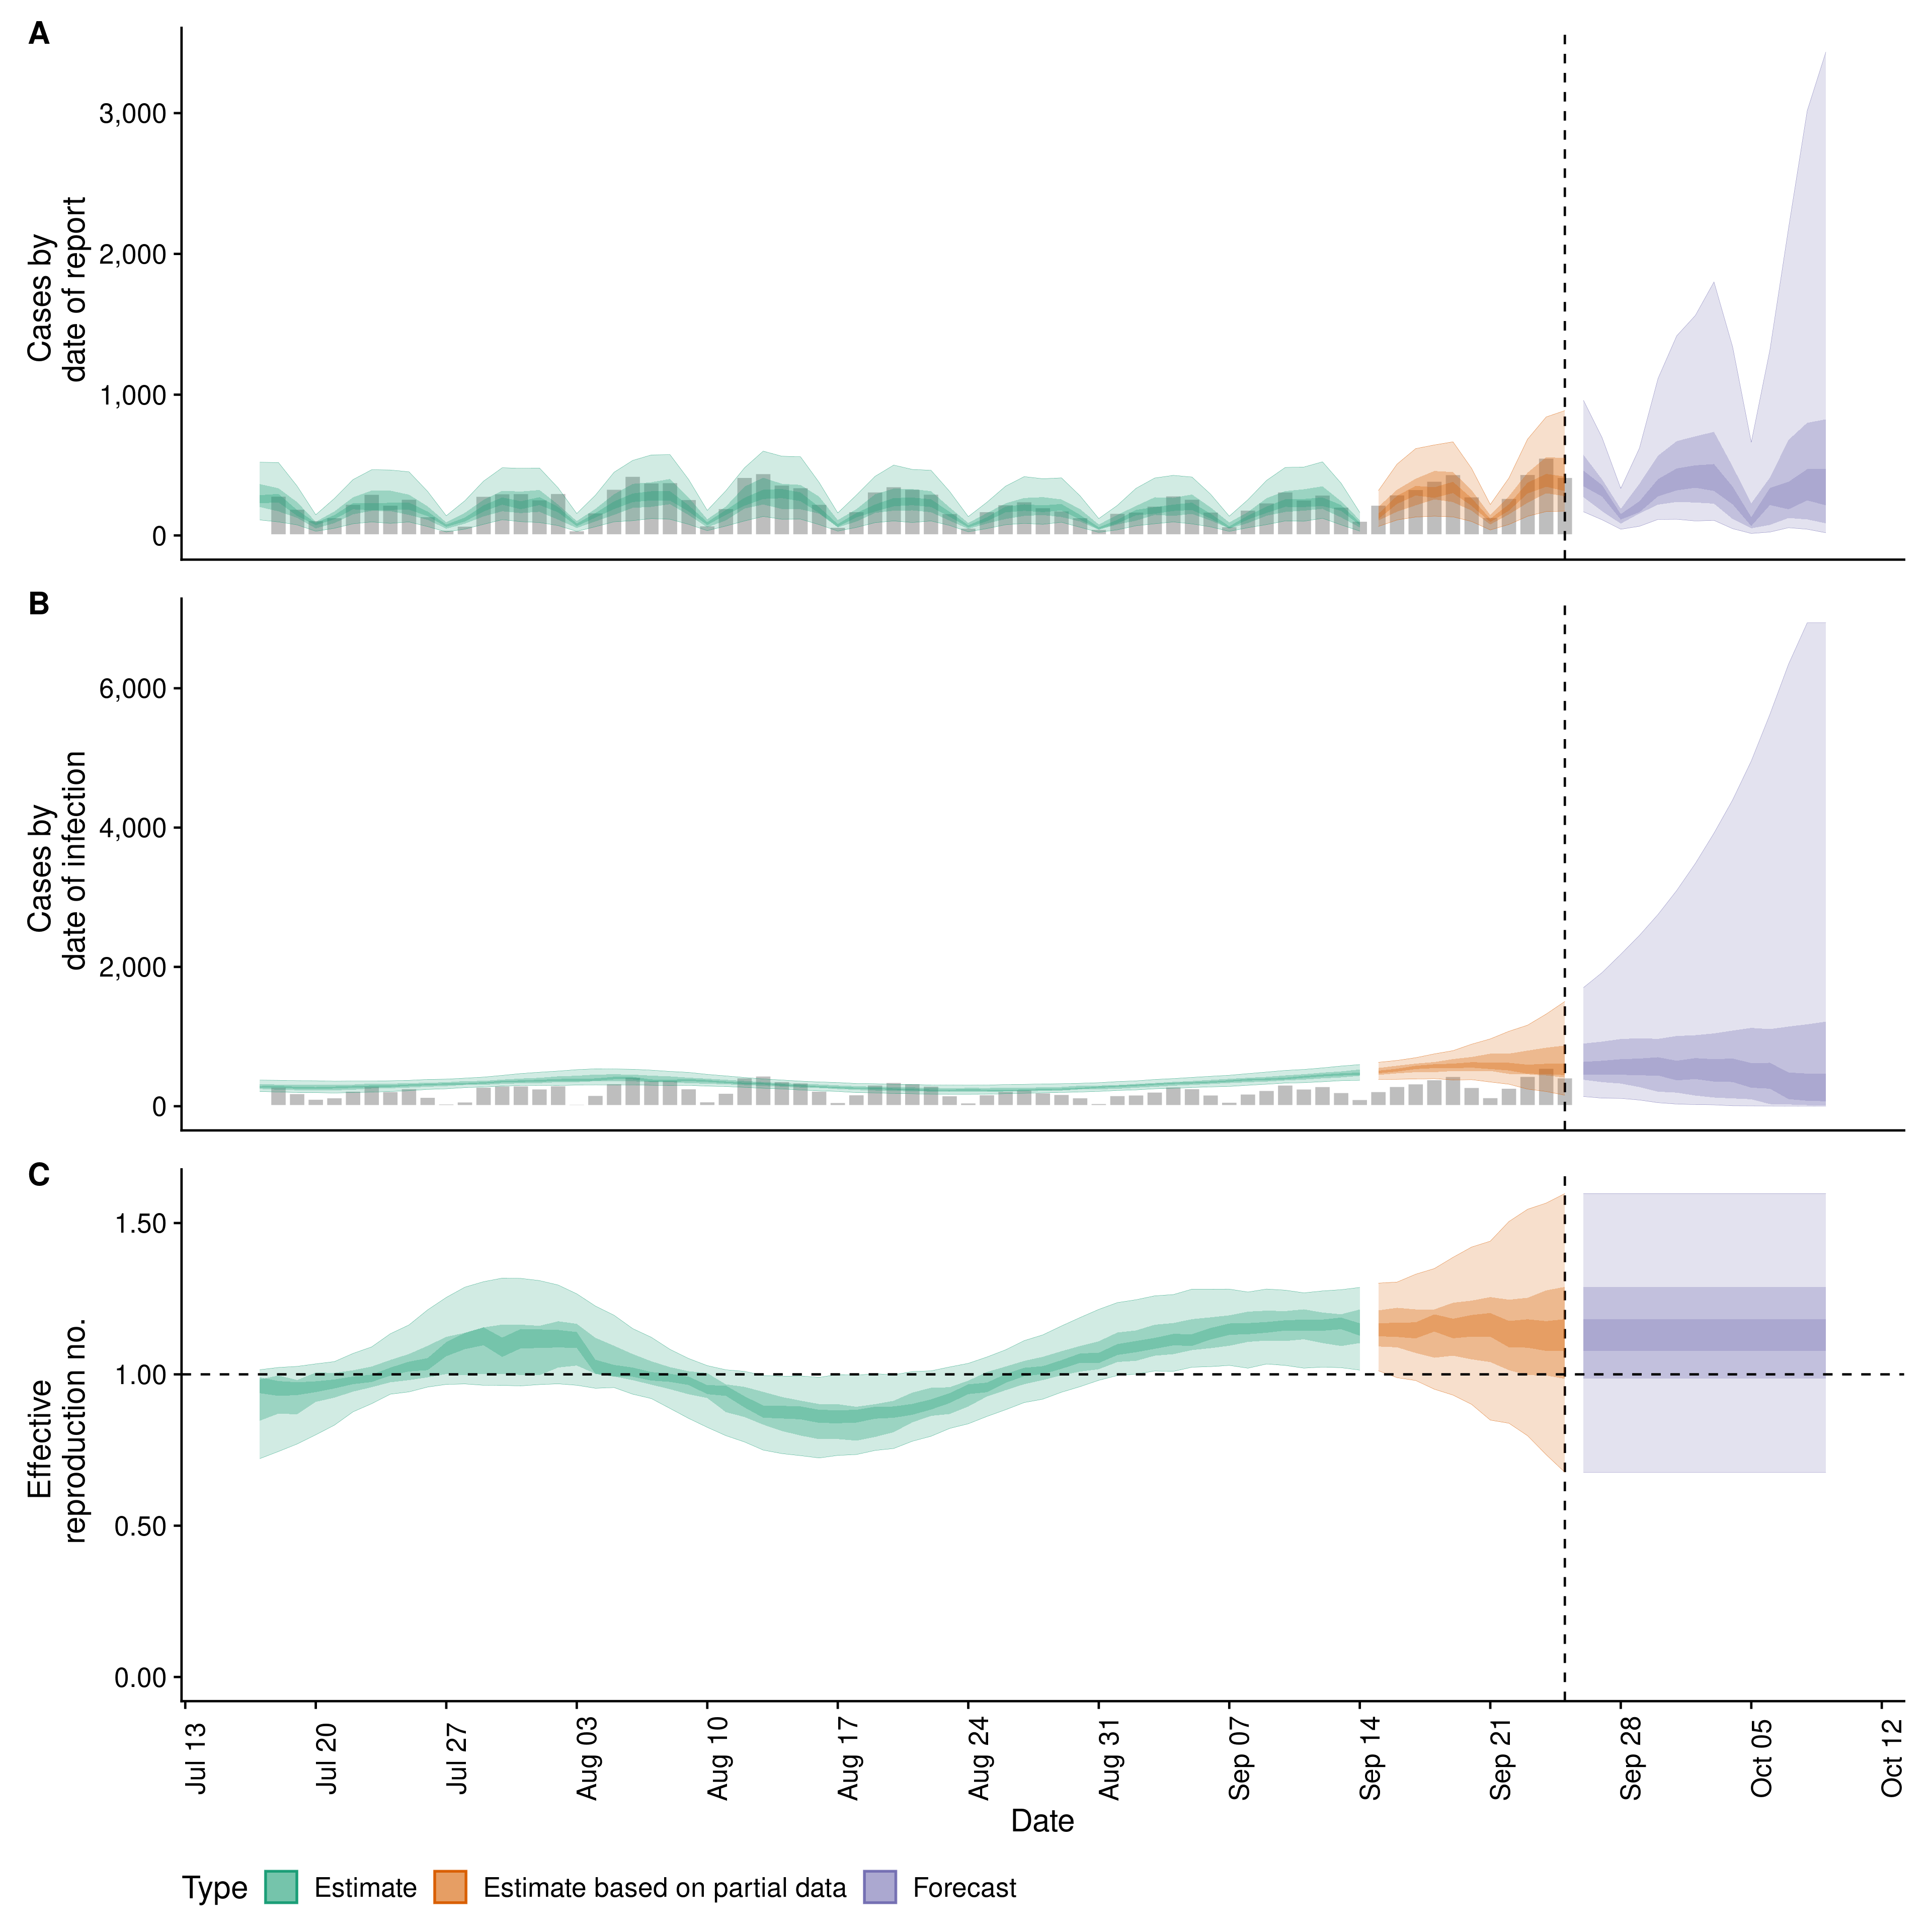 A
Cases by
date of report
3,000
2,000
1,000
0
B
Cases by
date of infection
6,000
4,000
2,000
0
C
Effective
reproduction no.
1.50
1.00
0.50
0.00
Jul 13
Jul 20
Jul 27
Aug 03
Aug 10
Aug 17
Aug 24
Aug 31
Sep 07
Sep 14
Sep 21
Sep 28
Oct 05
Oct 12
Date
Type Estimate Estimate based on partial data Forecast